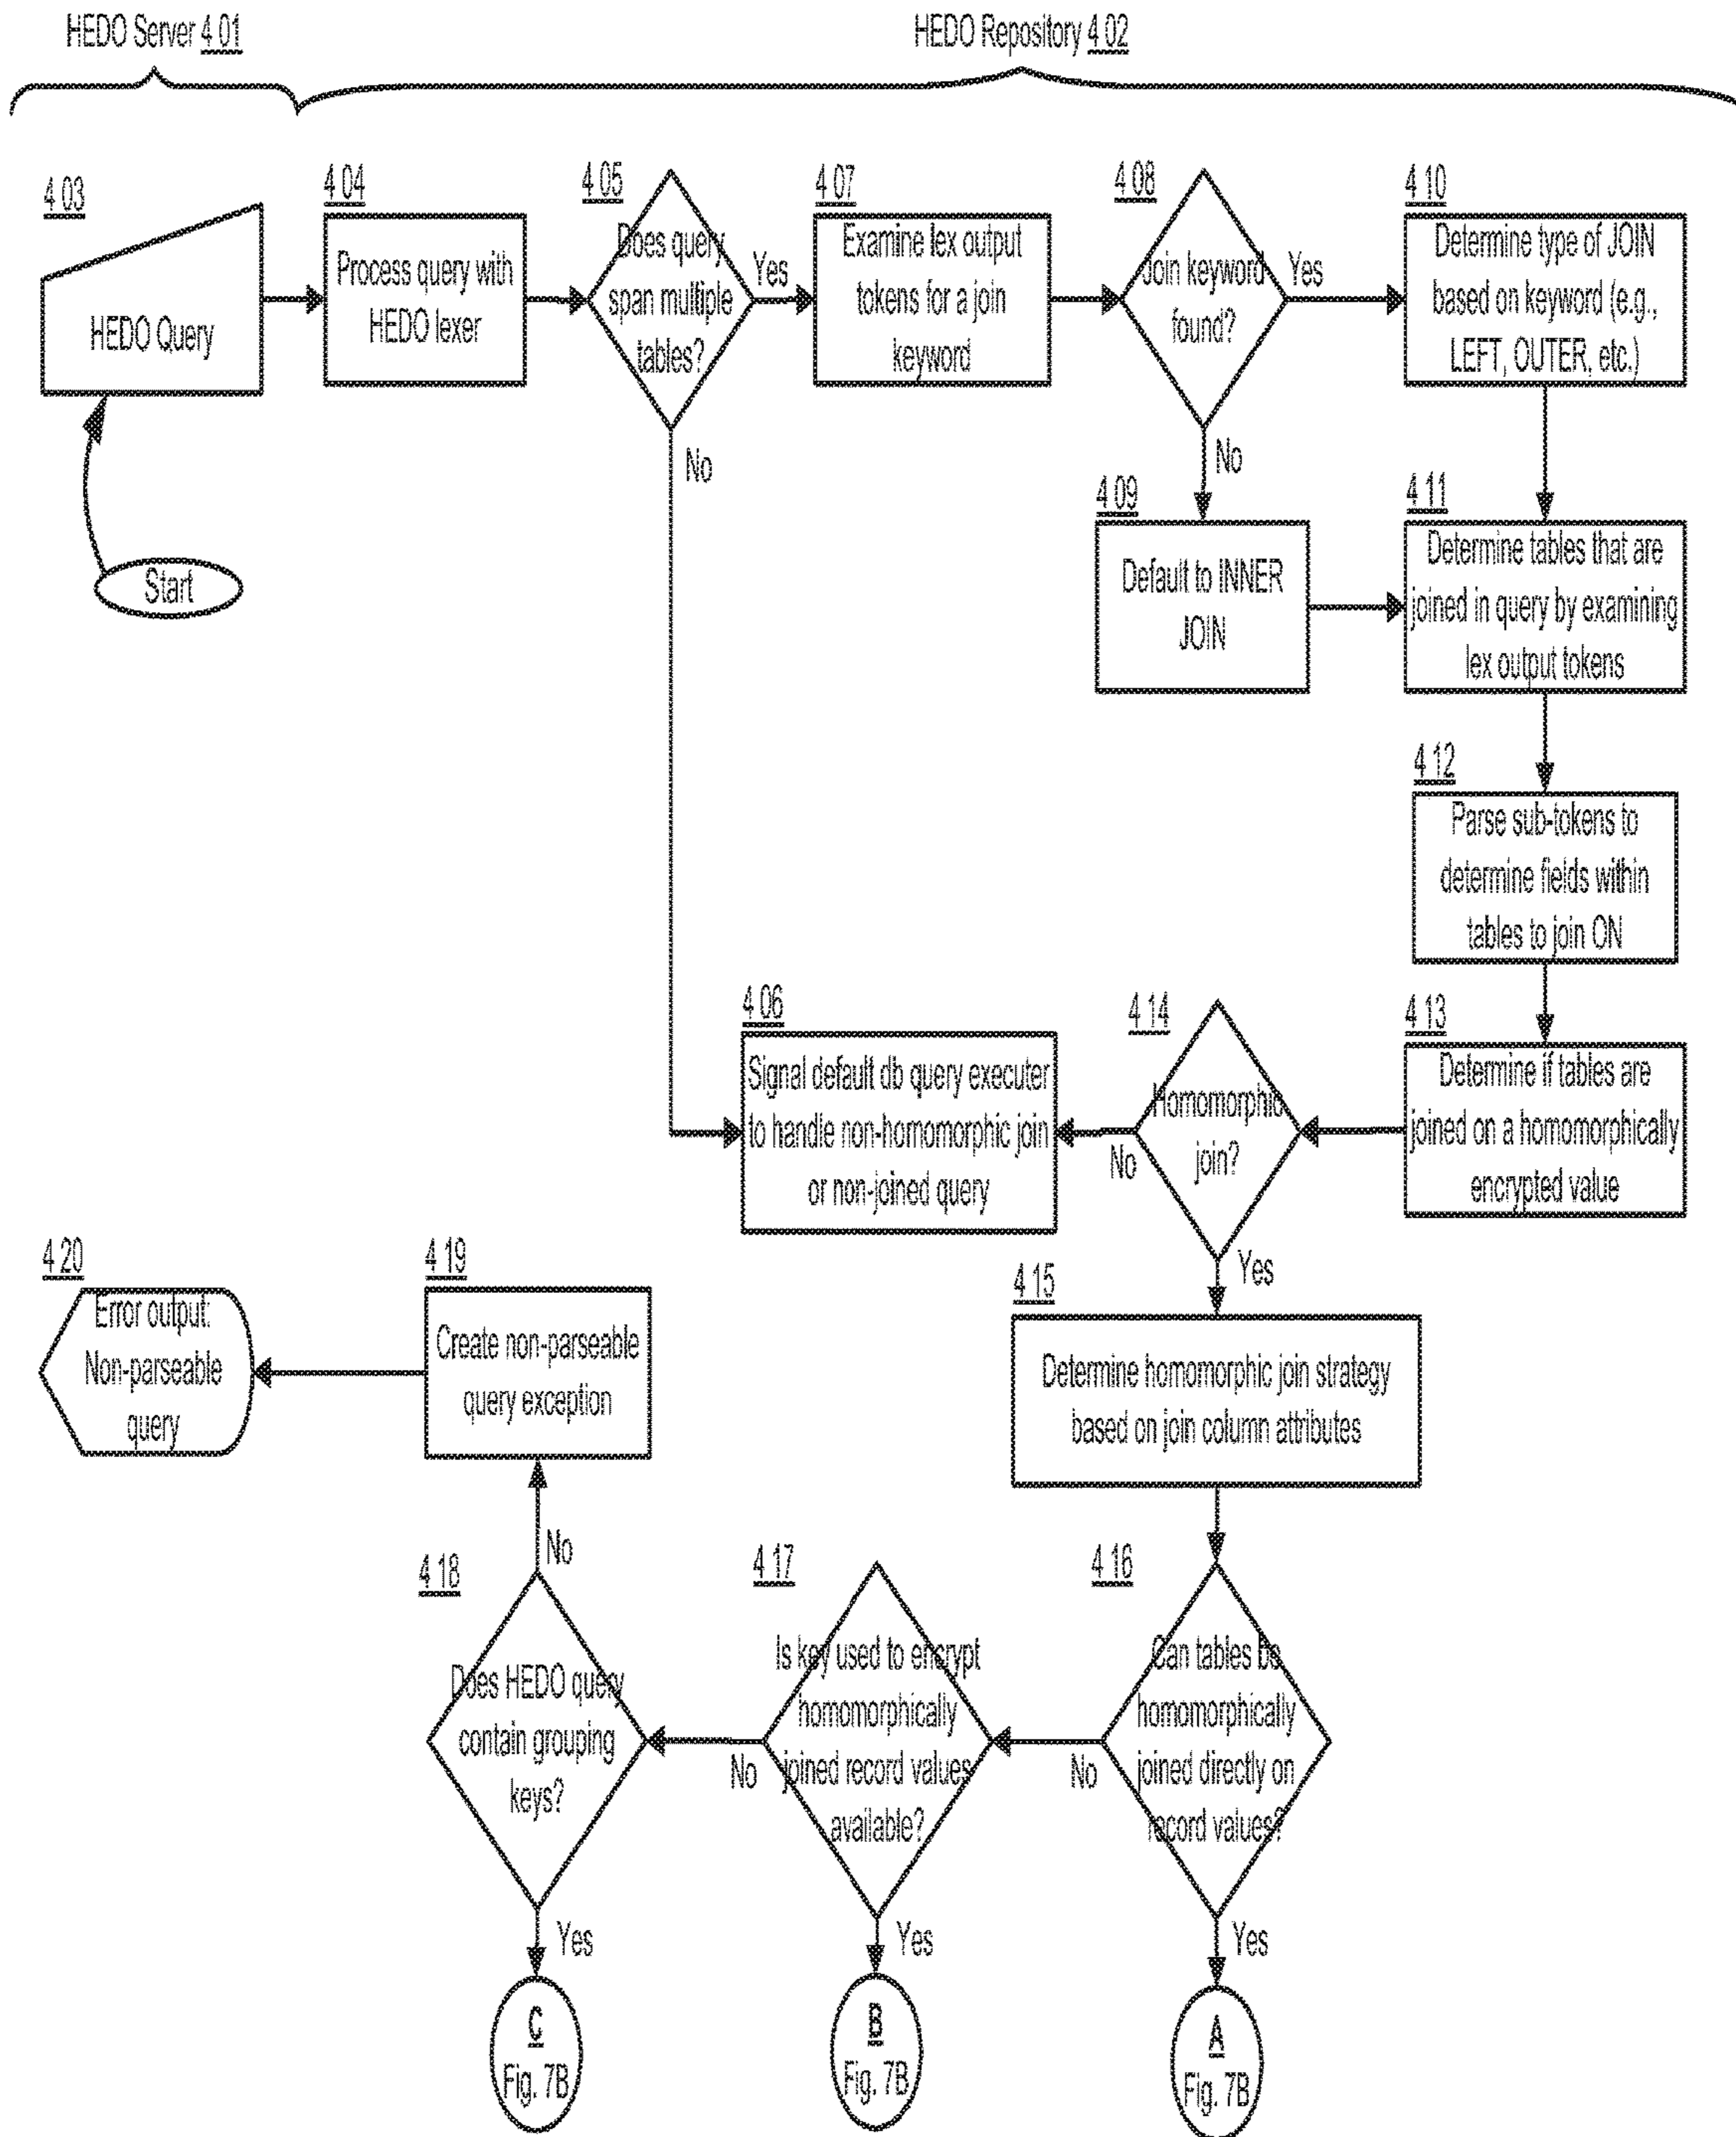 HEDO Server 4 01
HEDO Repository 4 02
4 03
HEDO Query
Start
4 04
Process query with
HEDO lexer
4 05
Does query
span multiple
tables?
Yes
No
4 07
Examine lex output
tokens for a join
keyword
4 08
Join keyword
found?
Yes
No
4 10
Determine type of JOIN
based on keyword (e.g.,
LEFT, OUTER, etc.)
4 09
Default to INNER
JOIN
4 11
Determine tables that are
joined in query by examining
lex output tokens
4 12
Parse sub-tokens to
determine fields within
tables to join ON
4 06
Signal default db query executer
to handle non-homomorphic join
or non-joined query
4 14
Homomorphic
join?
No
Yes
4 13
Determine if tables are
joined on a homomorphically
encrypted value
4 20
Error output:
Non-parseable
query
4 19
Create non-parseable
query exception
4 15
Determine homomorphic join strategy
based on join column attributes
4 18
Does HEDO query
contain grouping
keys?
No
Yes
4 17
Is key used to encrypt
homomorphically
joined record values
available?
No
Yes
4 16
Can tables be
homomorphically
joined directly on
record values?
No
Yes
C
Fig. 7B
B
Fig. 7B
A
Fig. 7B